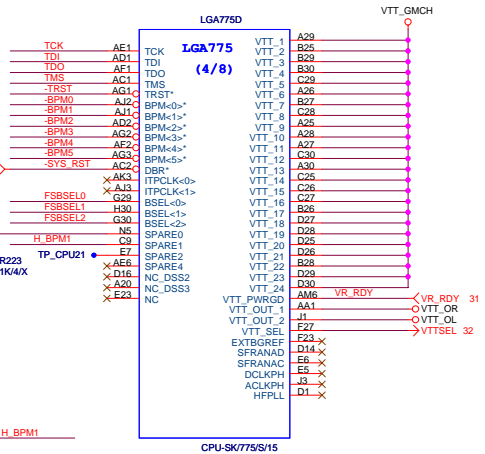 VTT_GMCH
LGA775D
LGA775
(4/8)
TCK AE1 TCK
TDI AD1 TDI
TDO AF1 TDO
TMS AC1 TMS
-TRST AG1 TRST*
-BPM0 AJ2 BPM<0>*
-BPM1 AJ1 BPM<1>*
-BPM2 AD2 BPM<2>*
-BPM3 AG2 BPM<3>*
-BPM4 AF2 BPM<4>*
-BPM5 AG3 BPM<5>*
-SYS_RST AC2 DBR*
AK3 ITPCLK<0>
AJ3 ITPCLK<1>
FSBSEL0 G29 BSEL<0>
FSBSEL1 H30 BSEL<1>
FSBSEL2 G30 BSEL<2>
N5 SPARE0
H_BPM1 C9 SPARE1
TP_CPU21 E7 SPARE2
AE6 SPARE4
D16 NC_DSS2
A20 NC_DSS3
E23 NC
R223
1K/4/X
VTT_1 A29
VTT_2 B25
VTT_3 B29
VTT_4 B30
VTT_5 C29
VTT_6 A26
VTT_7 B27
VTT_8 C28
VTT_9 A25
VTT_10 A28
VTT_11 A27
VTT_12 C30
VTT_13 A30
VTT_14 C25
VTT_15 C26
VTT_16 C27
VTT_17 B26
VTT_18 D27
VTT_19 D28
VTT_20 D25
VTT_21 D26
VTT_22 B28
VTT_23 D29
VTT_24 D30
VTT_PWRGD AM6 VR_RDY VR_RDY 31
VTT_OUT_1 AA1 VTT_OR
VTT_OUT_2 J1 VTT_OL
VTT_SEL F27 VTTSEL 32
EXTBGREF F23
SFRANAD D14
SFRANAC E6
DCLKPH E5
ACLKPH J3
HFPLL D1
H_BPM1
CPU-SK/775/S/15